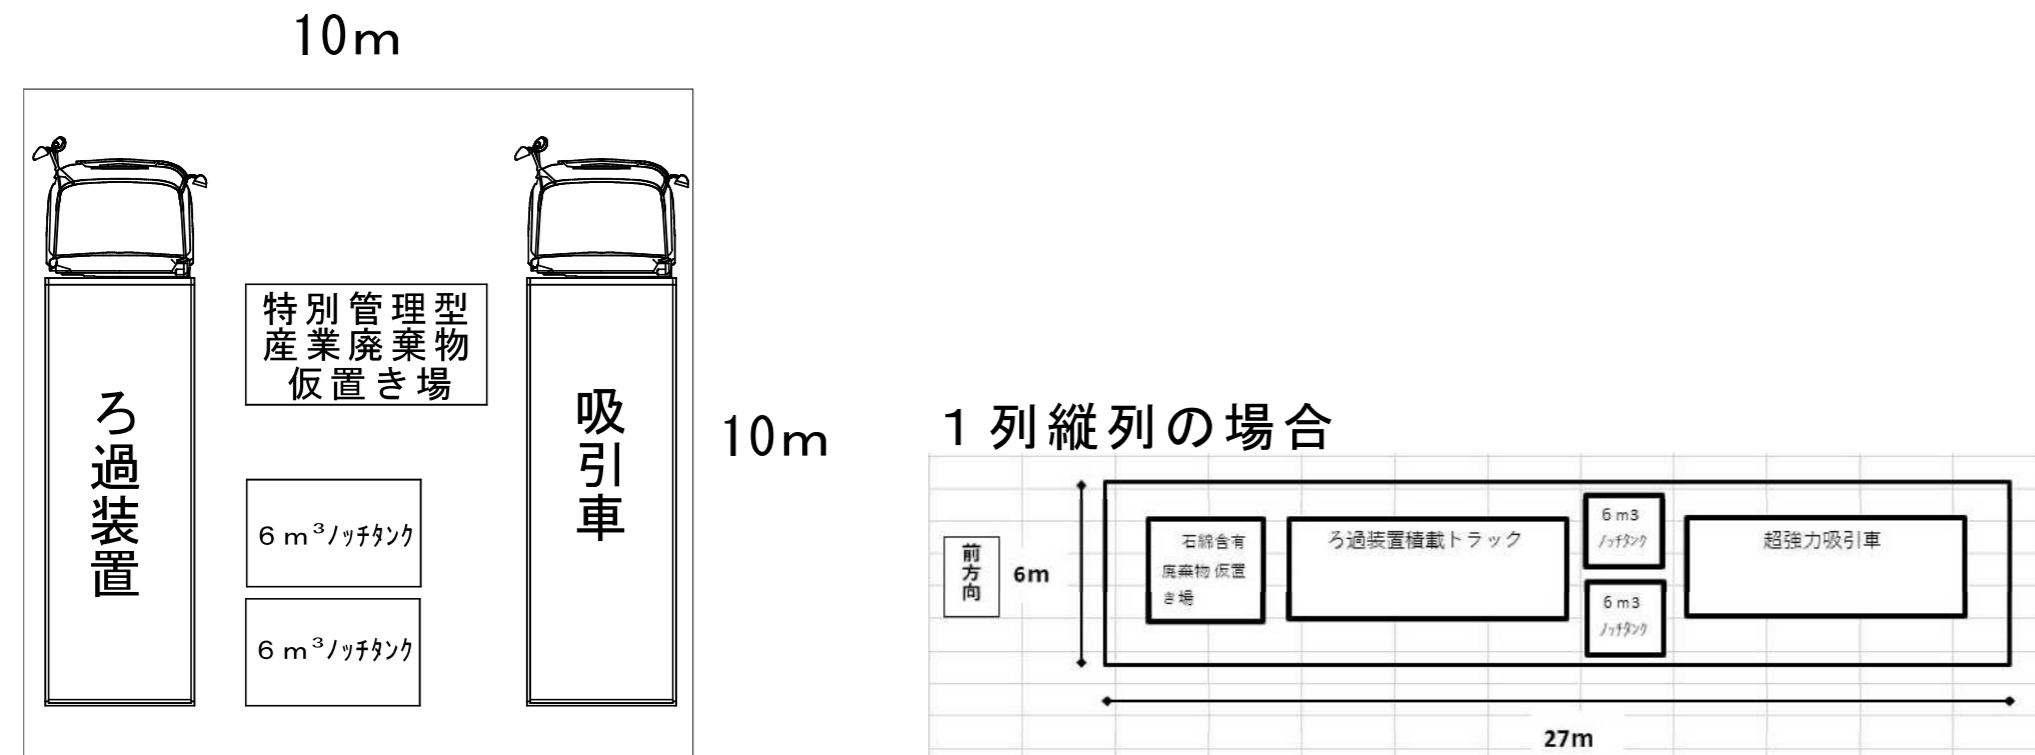 10m
特別管理型
産業廃棄物
仮置き場
ろ過装置
吸引車
6m³ノッチタンク
6m³ノッチタンク
10m
1列縦列の場合
前方向
6m
石綿含有
廃棄物仮置
き場
ろ過装置積載トラック
6m3
ノッチタンク
6m3
ノッチタンク
超強力吸引車
27m